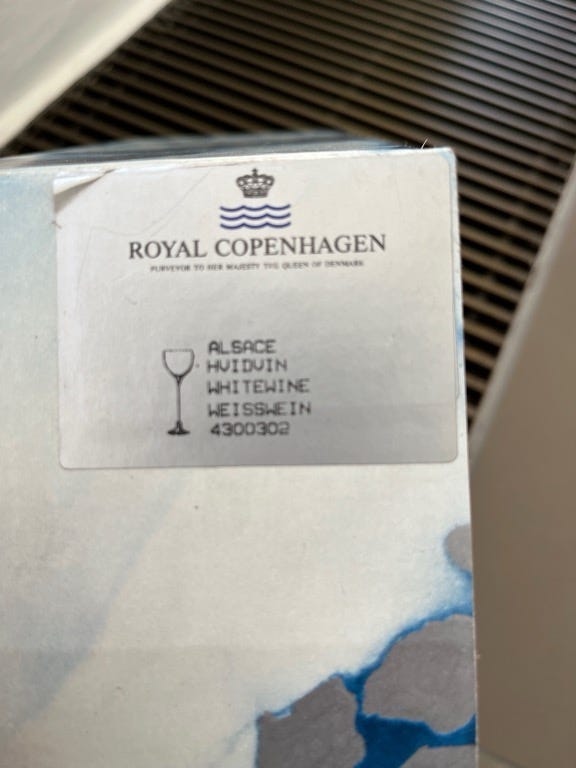 ROYAL COPENHAGEN
PURVEYOR TO HER MAJESTY THE QUEEN OF DENMARK
ALSACE
HVIDVIN
WHITEWINE
WEISSWEIN
4300302